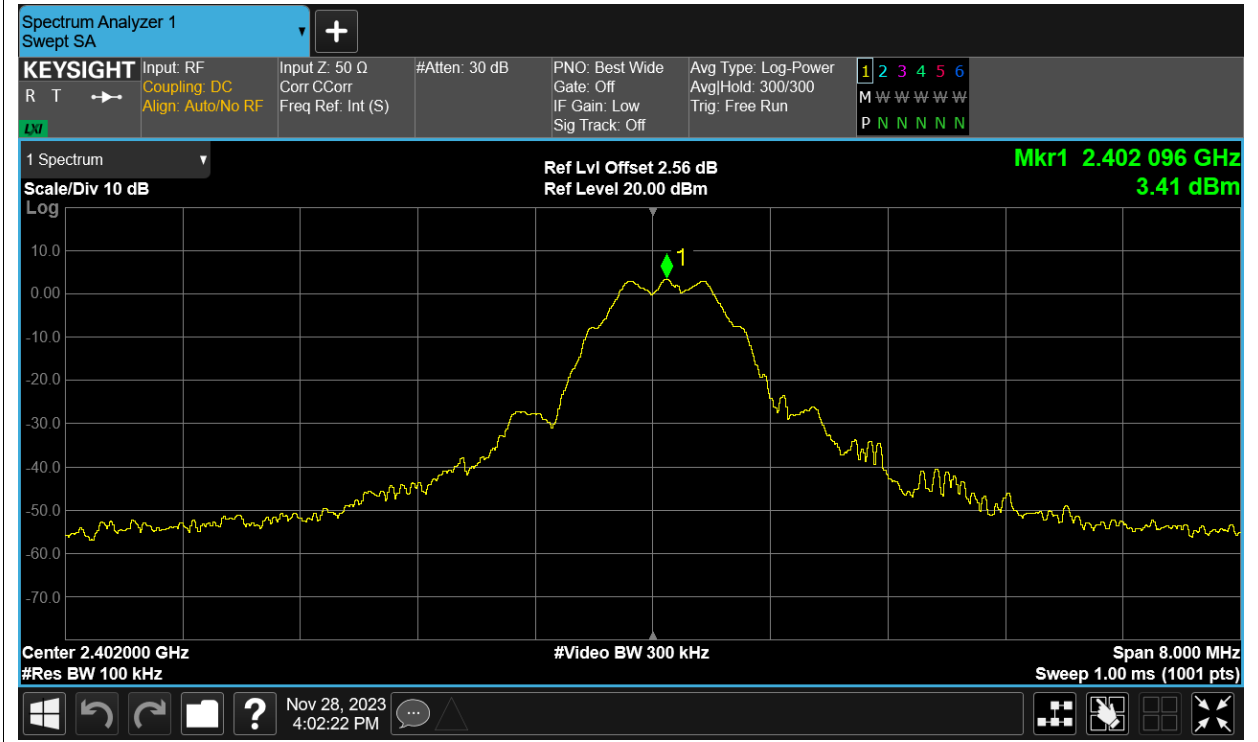 Spectrum Analyzer 1
Swept SA
KEYSIGHT
R T
LXI
Input: RF
Coupling: DC
Align: Auto/No RF
Input Z: 50 Ω
Corr CCorr
Freq Ref: Int (S)
#Atten: 30 dB
PNO: Best Wide
Gate: Off
IF Gain: Low
Sig Track: Off
Avg Type: Log-Power
Avg|Hold: 300/300
Trig: Free Run
1 2 3 4 5 6
M W W W W W
P N N N N N
1 Spectrum
Scale/Div 10 dB
Log
Ref Lvl Offset 2.56 dB
Ref Level 20.00 dBm
Mkr1 2.402 096 GHz
3.41 dBm
1
10.0
0.00
-10.0
-20.0
-30.0
-40.0
-50.0
-60.0
-70.0
Center 2.402000 GHz
#Res BW 100 kHz
#Video BW 300 kHz
Span 8.000 MHz
Sweep 1.00 ms (1001 pts)
?
Nov 28, 2023
4:02:22 PM